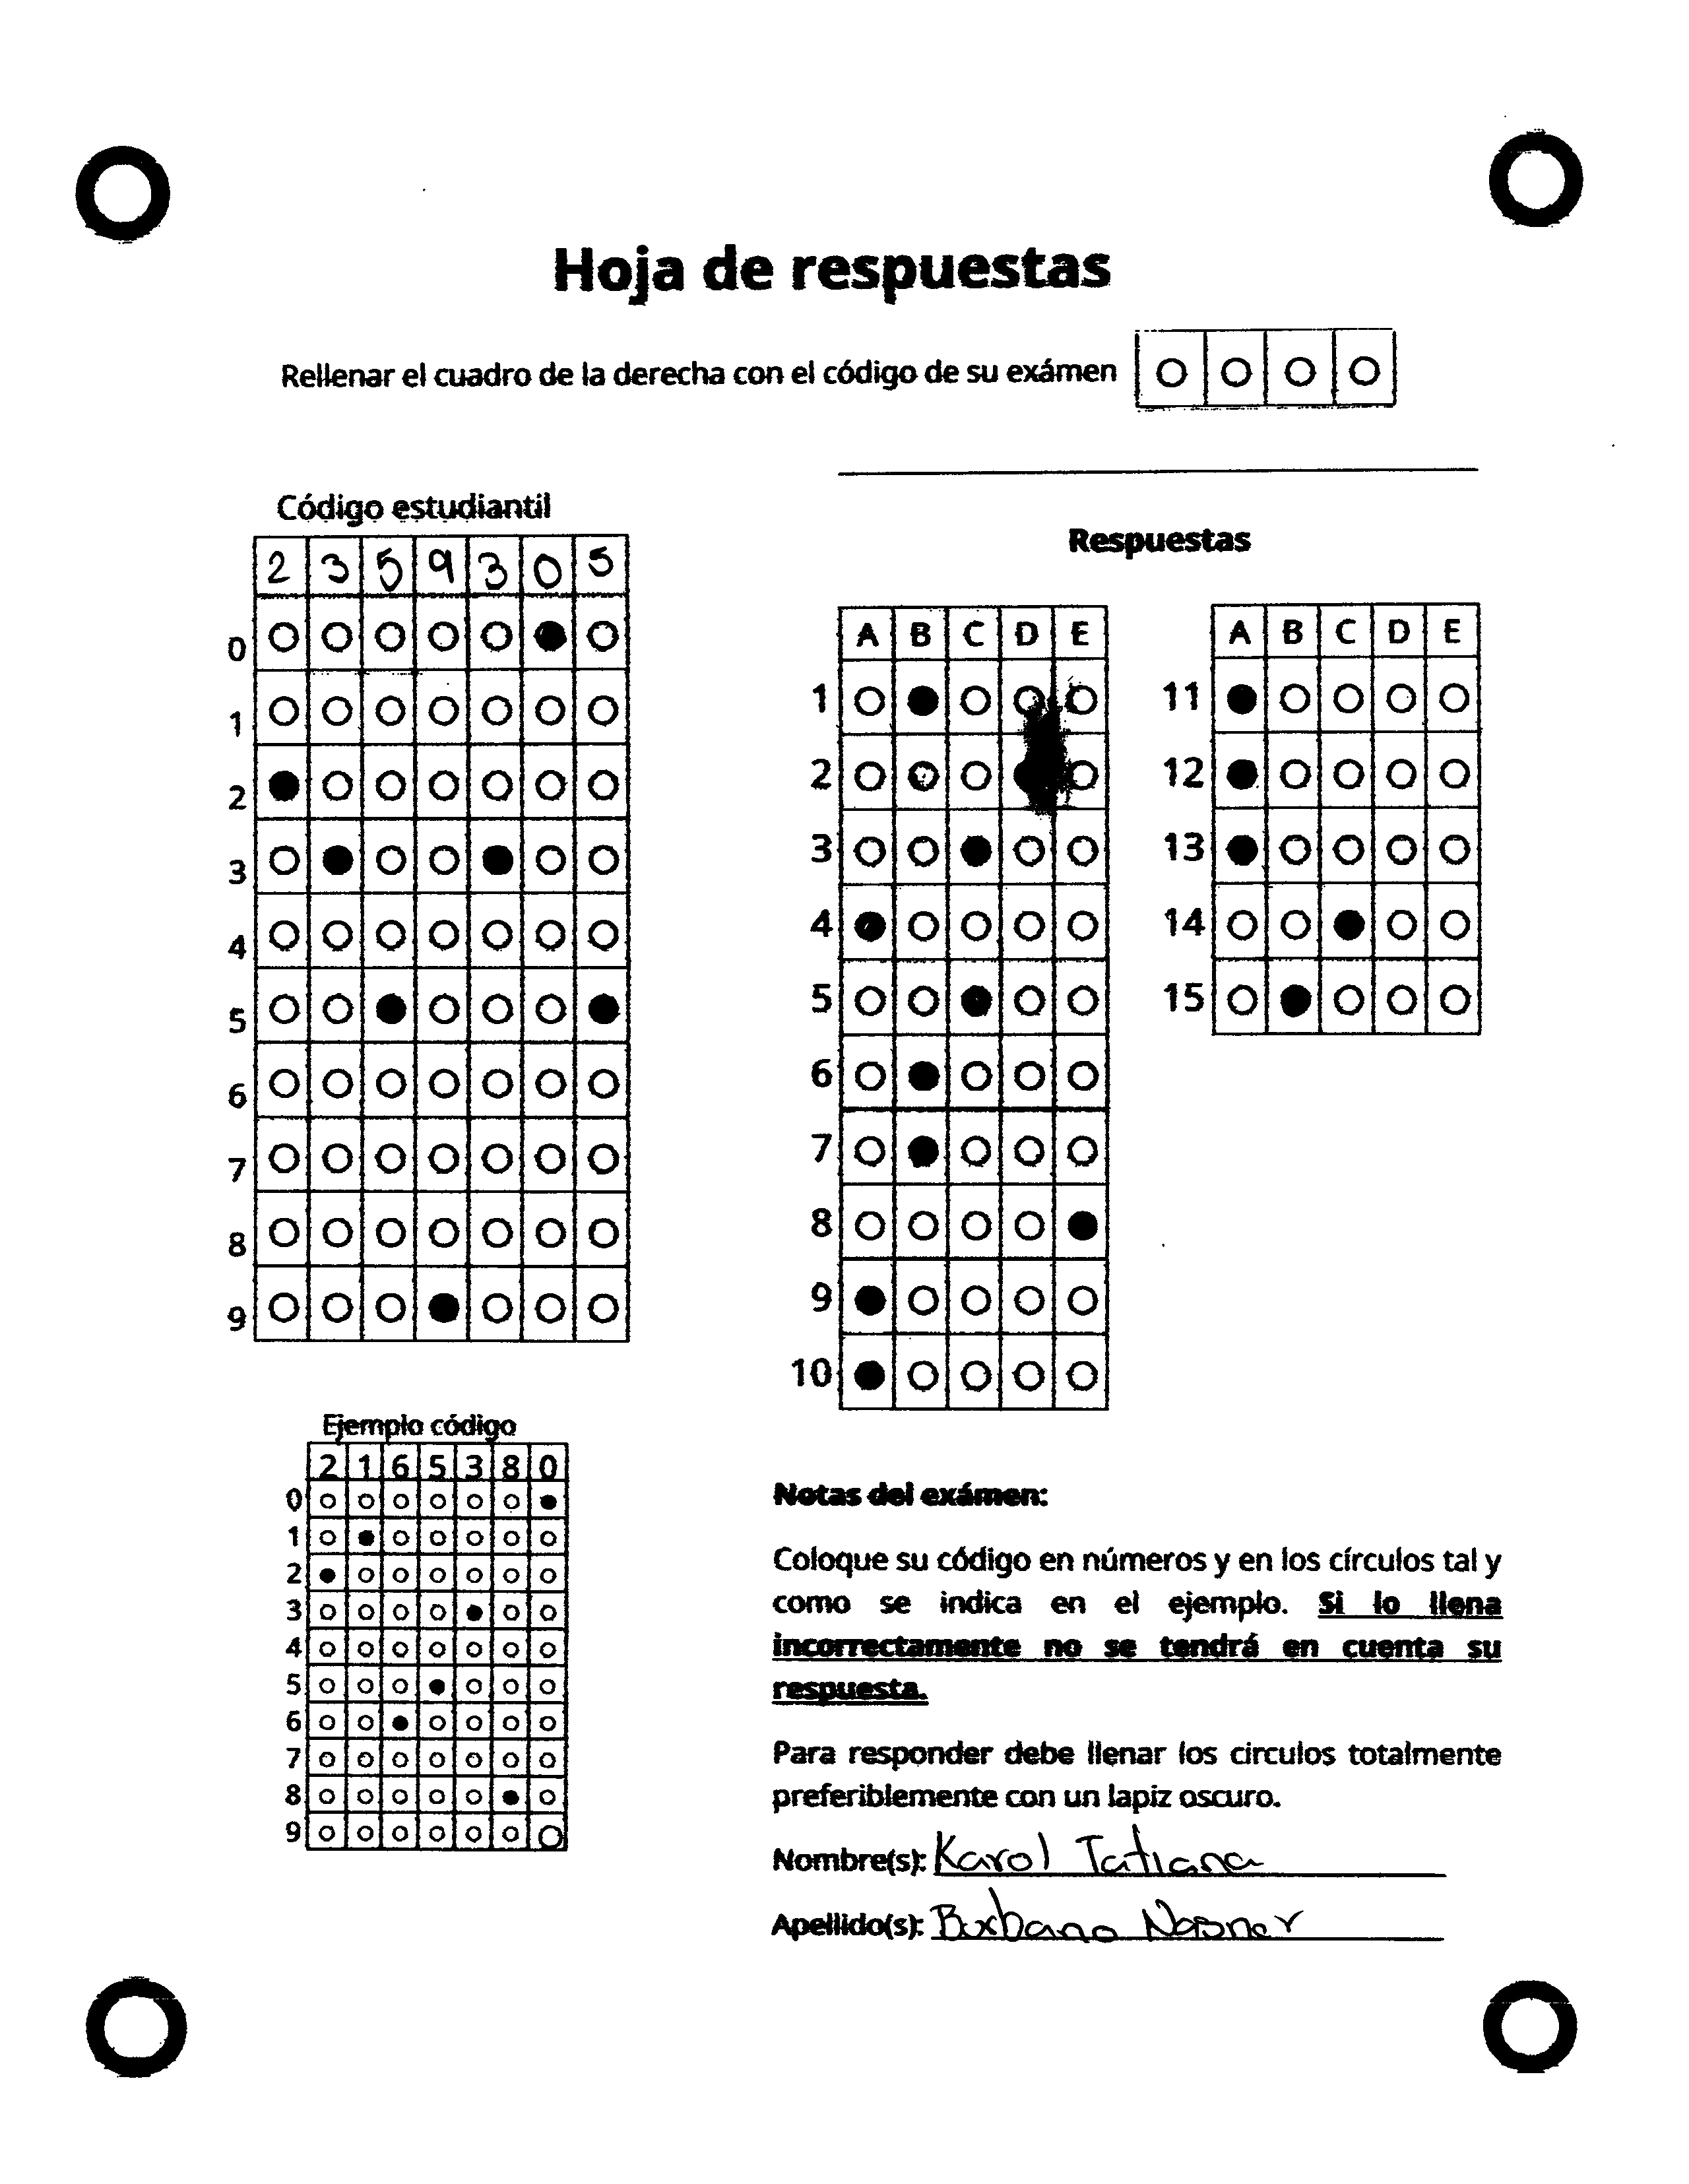 Hoja de respuestas
Rellenar el cuadro de la derecha con el código de su exámen
Código estudiantil
2 3 5 9 3 0 5
0
1
2
3
4
5
6
7
8
9
Respuestas
A B C D E
1
2
3
4
5
6
7
8
9
10
A B C D E
11
12
13
14
15
Ejemplo código
2 1 6 5 3 8 0
0
1
2
3
4
5
6
7
8
9
Notas del exámen:
Coloque su código en números y en los círculos tal y
como se indica en el ejemplo. Si lo llena
incorrectamente no se tendrá en cuenta su
respuesta.
Para responder debe llenar los circulos totalmente
preferiblemente con un lapiz oscuro.
Nombre(s): Karol Tatiana
Apellido(s): Burbano